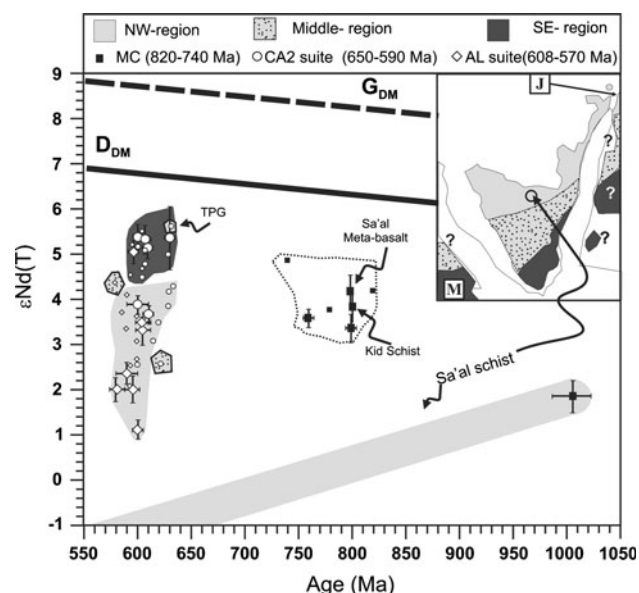 NW-region Middle- region SE- region
MC (820-740 Ma) CA2 suite (650-590 Ma) AL suite(608-570 Ma)
9
8
7
6
5
4
3
2
1
0
-1
εNd(T)
G DM
D DM
TPG
Sa'al
Meta-basalt
Kid Schist
Sa'al schist
J
?
?
?
?
M
550 600 650 700 750 800 850 900 950 1000 1050
Age (Ma)